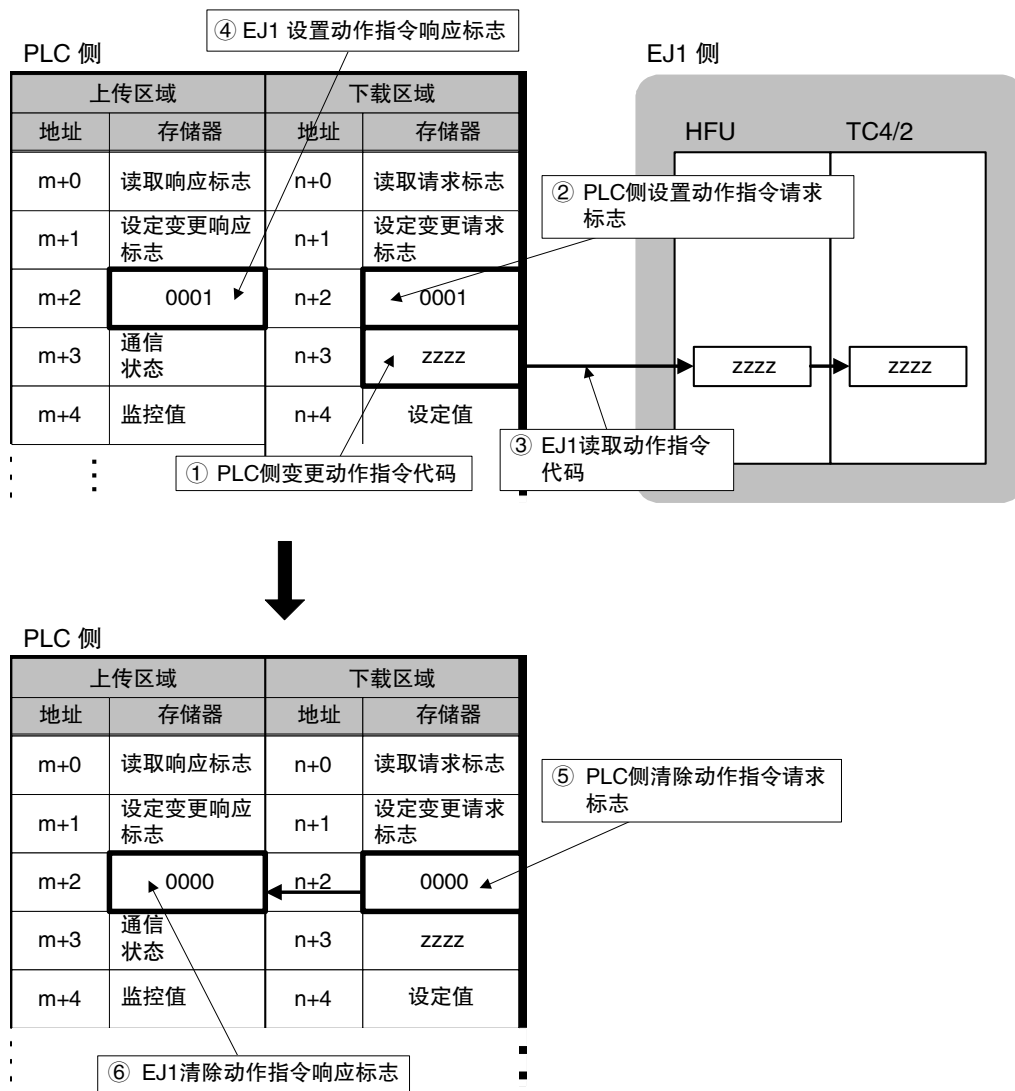 ④ EJ1 设置动作指令响应标志
PLC 侧
EJ1 侧
上传区域 下载区域
地址 存储器 地址 存储器
HFU TC4/2
m+0 读取响应标志 n+0 读取请求标志
② PLC侧设置动作指令请求
标志
m+1 设定变更响应
标志 n+1 设定变更请求
标志
m+2 0001 n+2 0001
m+3 通信
状态 n+3 zzzz
zzzz zzzz
m+4 监控值 n+4 设定值
③ EJ1读取动作指令
代码
① PLC侧变更动作指令代码
PLC 侧
上传区域 下载区域
地址 存储器 地址 存储器
m+0 读取响应标志 n+0 读取请求标志
⑤ PLC侧清除动作指令请求
标志
m+1 设定变更响应
标志 n+1 设定变更请求
标志
m+2 0000 n+2 0000
m+3 通信
状态 n+3 zzzz
m+4 监控值 n+4 设定值
⑥ EJ1清除动作指令响应标志